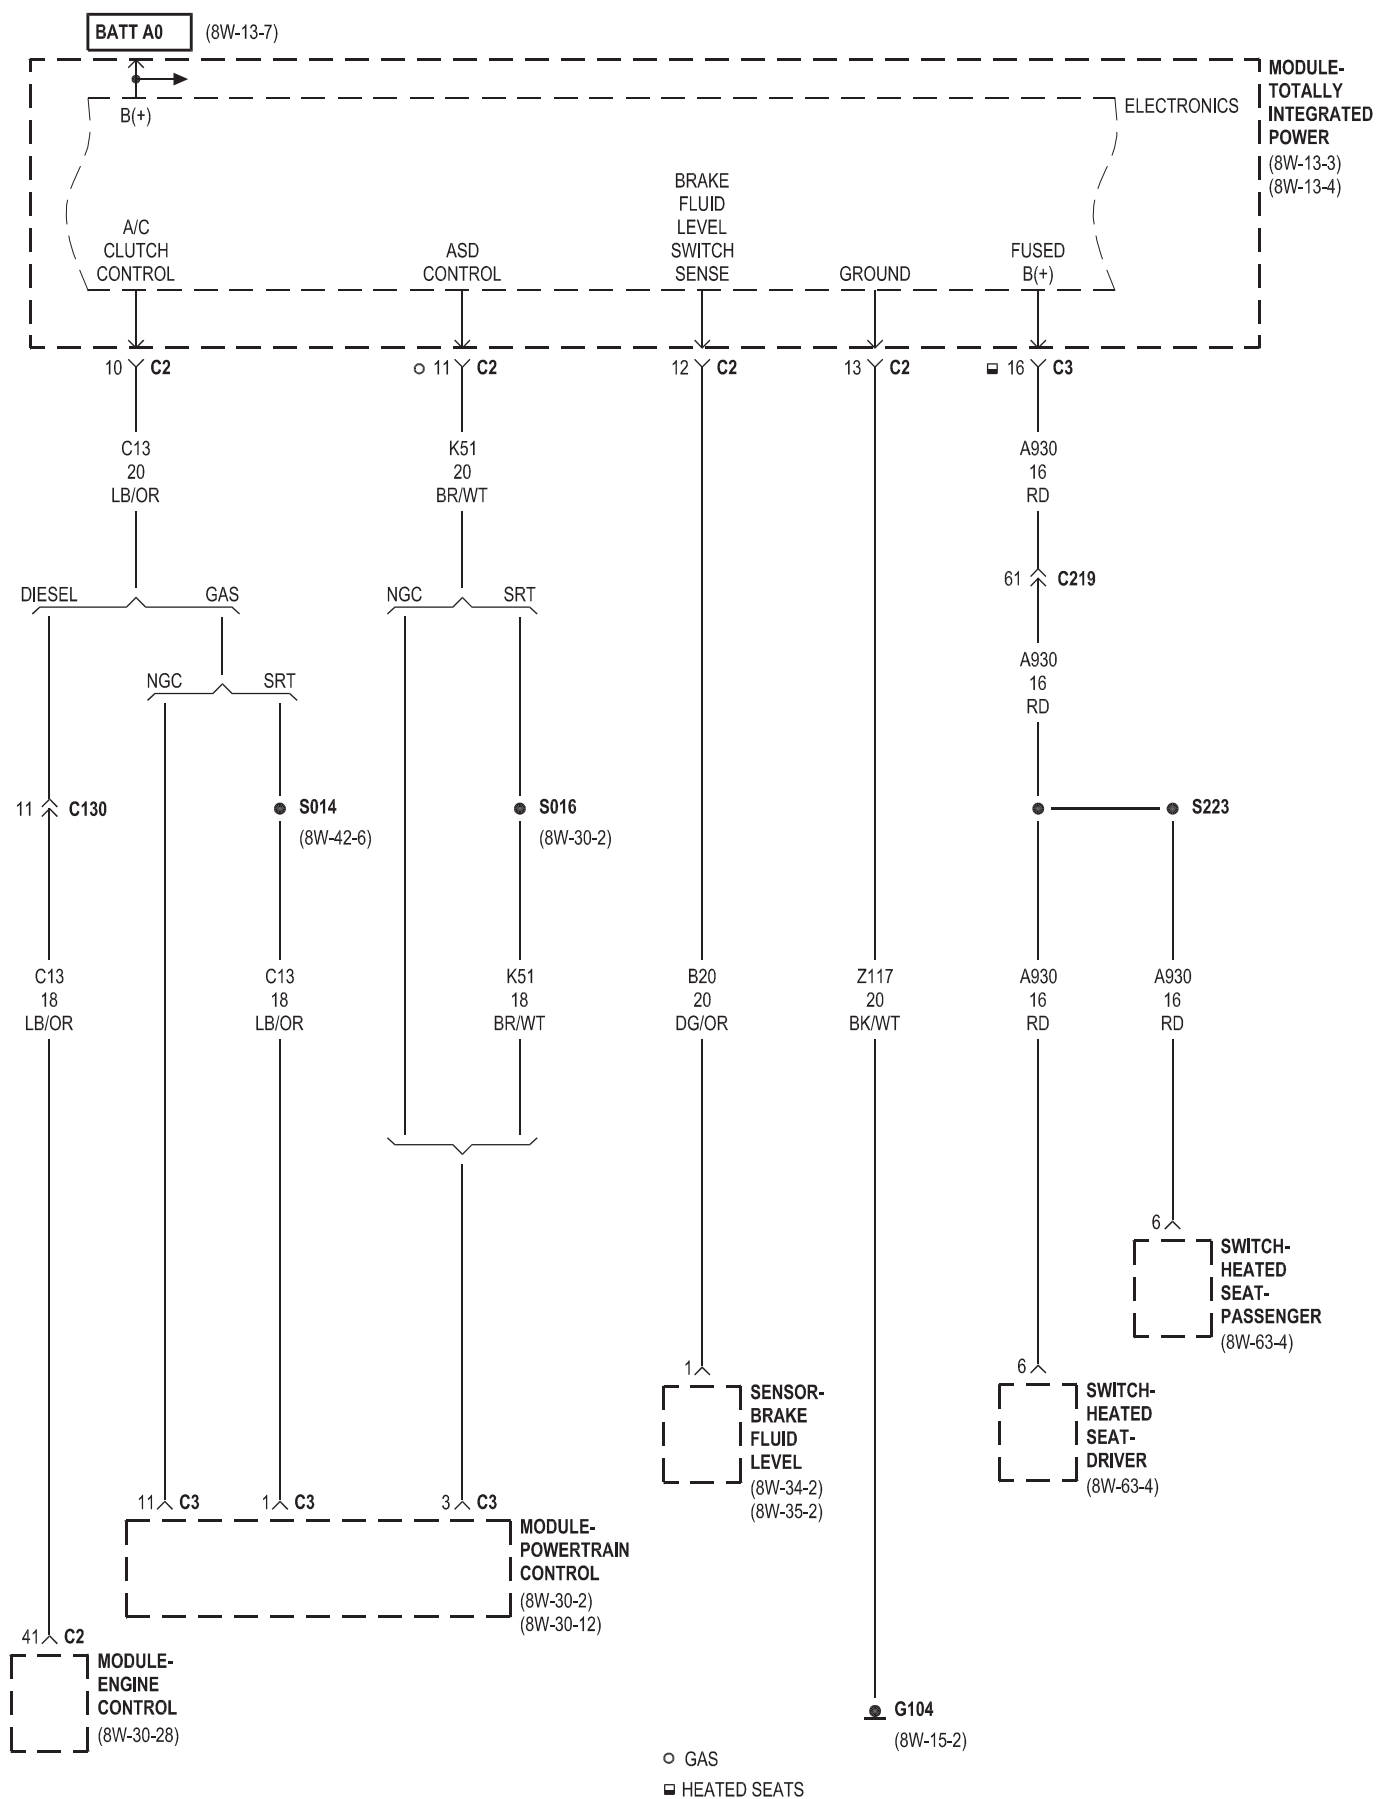 BATT A0 (8W-13-7)
MODULE-
TOTALLY
INTEGRATED
POWER
(8W-13-3)
(8W-13-4)
ELECTRONICS
B(+)
A/C
CLUTCH
CONTROL
ASD
CONTROL
BRAKE
FLUID
LEVEL
SWITCH
SENSE
GROUND
FUSED
B(+)
10 C2
11 C2
12 C2
13 C2
16 C3
C13
20
LB/OR
K51
20
BR/WT
A930
16
RD
61 C219
DIESEL GAS
NGC SRT
A930
16
RD
NGC SRT
11 C130
S014
(8W-42-6)
S016
(8W-30-2)
S223
C13
18
LB/OR
C13
18
LB/OR
K51
18
BR/WT
B20
20
DG/OR
Z117
20
BK/WT
A930
16
RD
A930
16
RD
6
SWITCH-
HEATED
SEAT-
PASSENGER
(8W-63-4)
1
SENSOR-
BRAKE
FLUID
LEVEL
(8W-34-2)
(8W-35-2)
6
SWITCH-
HEATED
SEAT-
DRIVER
(8W-63-4)
11 C3
1 C3
3 C3
MODULE-
POWERTRAIN
CONTROL
(8W-30-2)
(8W-30-12)
41 C2
MODULE-
ENGINE
CONTROL
(8W-30-28)
G104
(8W-15-2)
GAS
HEATED SEATS